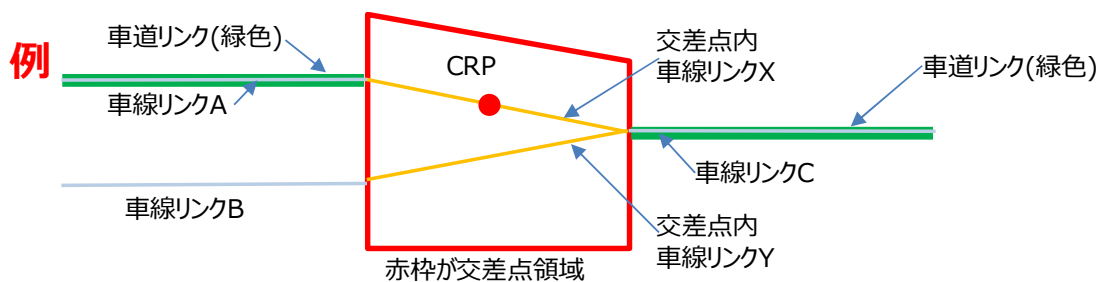 例
車道リンク(緑色)
車線リンクA
車線リンクB
CRP
交差点内
車線リンクX
車道リンク(緑色)
車線リンクC
交差点内
車線リンクY
赤枠が交差点領域